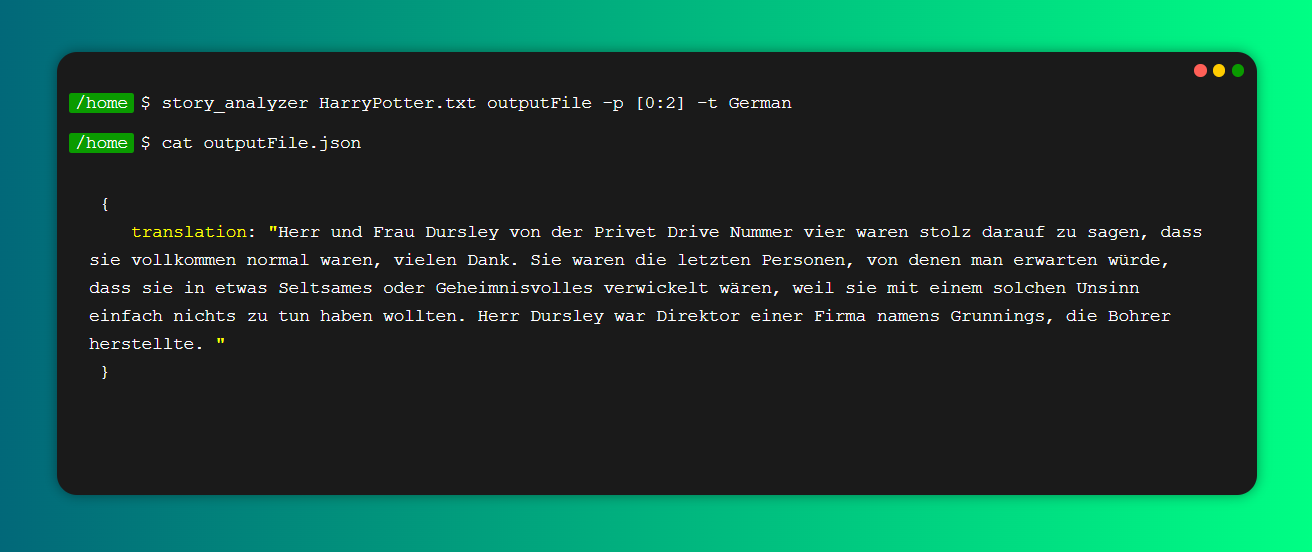 /home $ story_analyzer HarryPotter.txt outputFile -p [0:2] -t German
/home $ cat outputFile.json
{
translation: "Herr und Frau Dursley von der Privet Drive Nummer vier waren stolz darauf zu sagen, dass
sie vollkommen normal waren, vielen Dank. Sie waren die letzten Personen, von denen man erwarten würde,
dass sie in etwas Seltsames oder Geheimnisvolles verwickelt wären, weil sie mit einem solchen Unsinn
einfach nichts zu tun haben wollten. Herr Dursley war Direktor einer Firma namens Grunnings, die Bohrer
herstellte. "
}